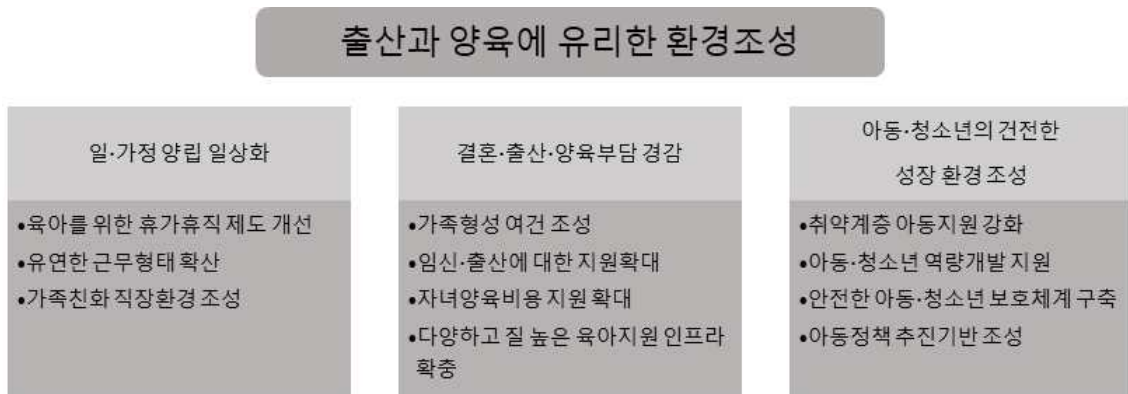 출산과 양육에 유리한 환경조성
일·가정 양립 일상화
•육아를 위한 휴가휴직 제도 개선
•유연한 근무형태 확산
•가족친화 직장환경 조성
결혼·출산·양육부담 경감
•가족형성 여건 조성
•임신·출산에 대한 지원확대
•자녀양육비용 지원 확대
•다양하고 질 높은 육아지원 인프라
확충
아동·청소년의 건전한
성장 환경 조성
•취약계층 아동지원 강화
•아동·청소년 역량개발 지원
•안전한 아동·청소년 보호체계 구축
•아동정책 추진기반 조성